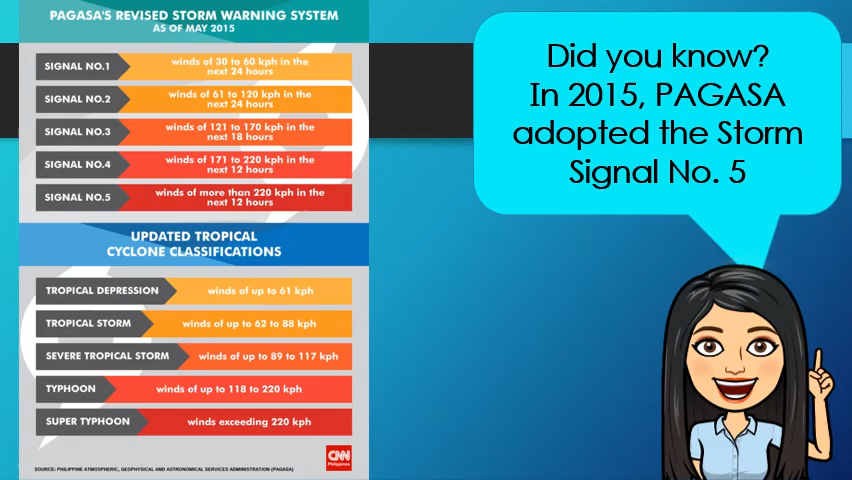 PAGASA'S REVISED STORM WARNING SYSTEM
AS OF MAY 2015
SIGNAL NO.1
winds of 30 to 60 kph in the
next 24 hours
SIGNAL NO.2
winds of 61 to 120 kph in the
next 24 hours
SIGNAL NO.3
winds of 121 to 170 kph in the
next 18 hours
SIGNAL NO.4
winds of 171 to 220 kph in the
next 12 hours
SIGNAL NO.5
winds of more than 220 kph in the
next 12 hours
UPDATED TROPICAL
CYCLONE CLASSIFICATIONS
TROPICAL DEPRESSION
winds of up to 61 kph
TROPICAL STORM
winds of up to 62 to 88 kph
SEVERE TROPICAL STORM
winds of up to 89 to 117 kph
TYPHOON
winds of up to 118 to 220 kph
SUPER TYPHOON
winds exceeding 220 kph
CNN
Philippines
SOURCE: PHILIPPINE ATMOSPHERIC, GEOPHYSICAL AND ASTRONOMICAL SERVICES ADMINISTRATION (PAGASA)
Did you know?
In 2015, PAGASA
adopted the Storm
Signal No. 5